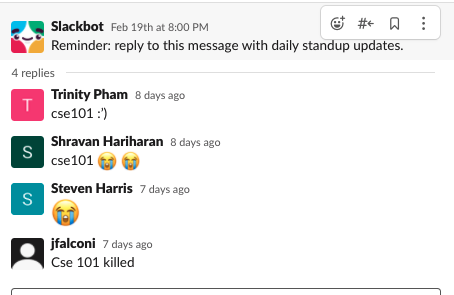 Slackbot Feb 19th at 8:00 PM
Reminder: reply to this message with daily standup updates.
4 replies
T
Trinity Pham 8 days ago
cse101 :')
S
Shravan Hariharan 8 days ago
cse101 😭 😭
S
Steven Harris 7 days ago
😭
jfalconi 7 days ago
Cse 101 killed